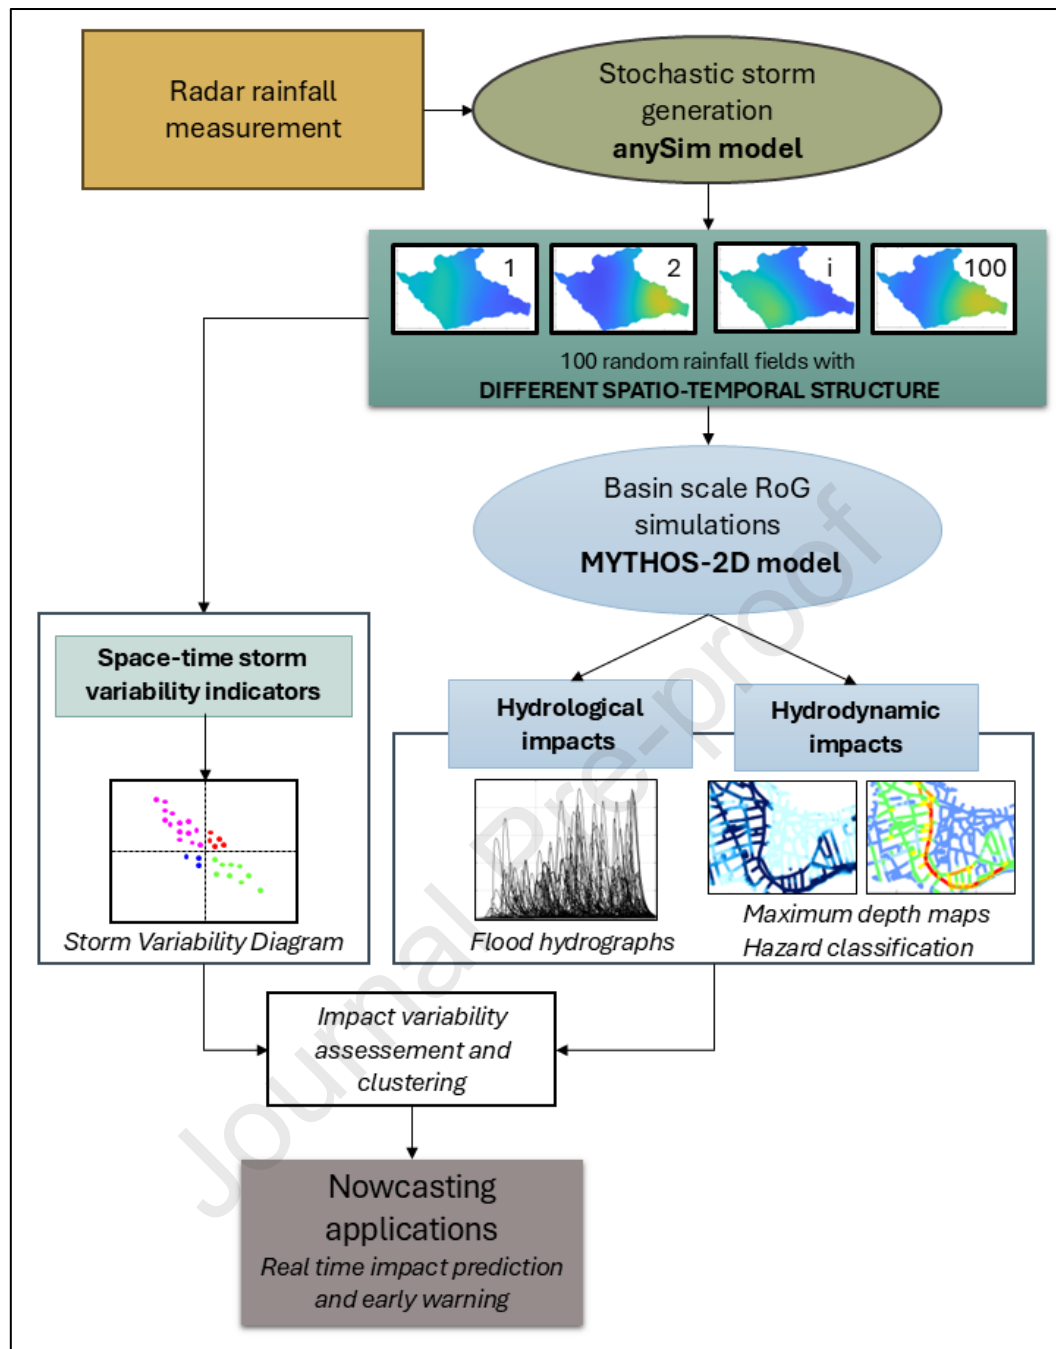 Radar rainfall
measurement
Stochastic storm
generation
anySim model
1
2
i
100
100 random rainfall fields with
DIFFERENT SPATIO-TEMPORAL STRUCTURE
Basin scale RoG
simulations
MYTHOS-2D model
Space-time storm
variability indicators
Storm Variability Diagram
Hydrological
impacts
Hydrodynamic
impacts
Flood hydrographs
Maximum depth maps
Hazard classification
Impact variability
assessement and
clustering
Nowcasting
applications
Real time impact prediction
and early warning
Journal Pre-proof